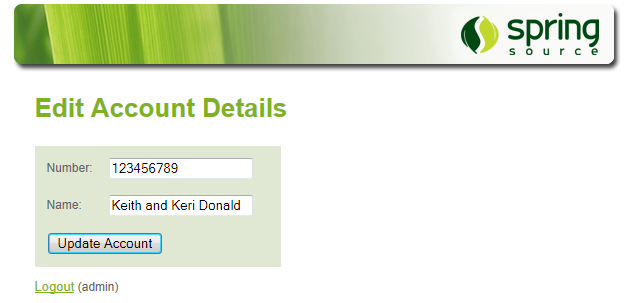 spring
source
Edit Account Details
Number: 123456789
Name: Keith and Keri Donald
Update Account
Logout (admin)